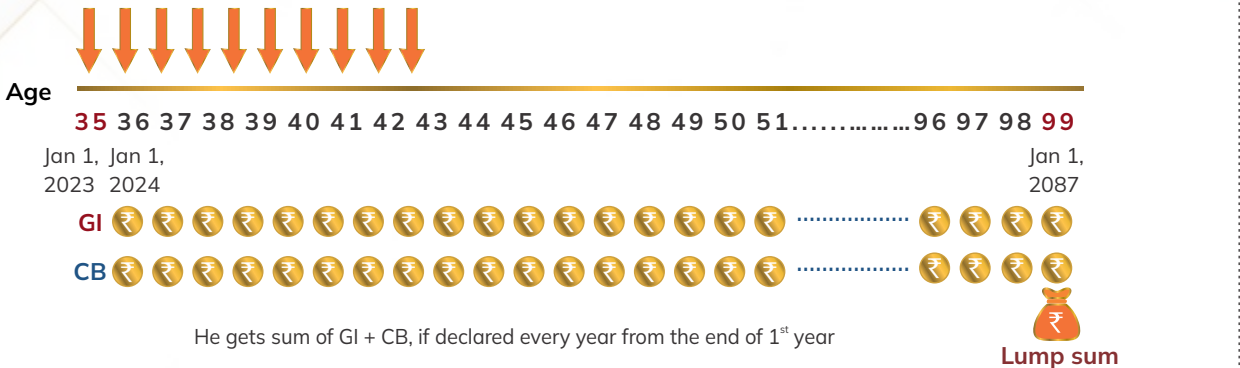 Age
35 36 37 38 39 40 41 42 43 44 45 46 47 48 49 50 51...............96 97 98 99
Jan 1, Jan 1, Jan 1,
2023 2024 2087
GI ..................
CB ..................
He gets sum of GI + CB, if declared every year from the end of 1st year
Lump sum